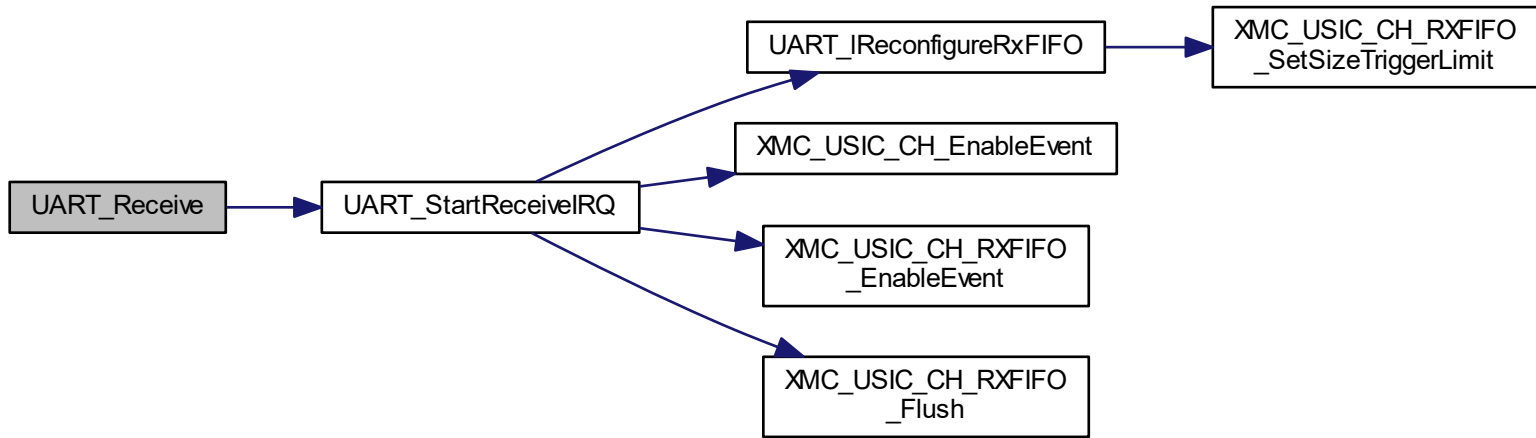 UART_Receive
UART_StartReceiveIRQ
UART_lReconfigureRxFIFO
XMC_USIC_CH_RXFIFO
_SetSizeTriggerLimit
XMC_USIC_CH_EnableEvent
XMC_USIC_CH_RXFIFO
_EnableEvent
XMC_USIC_CH_RXFIFO
_Flush